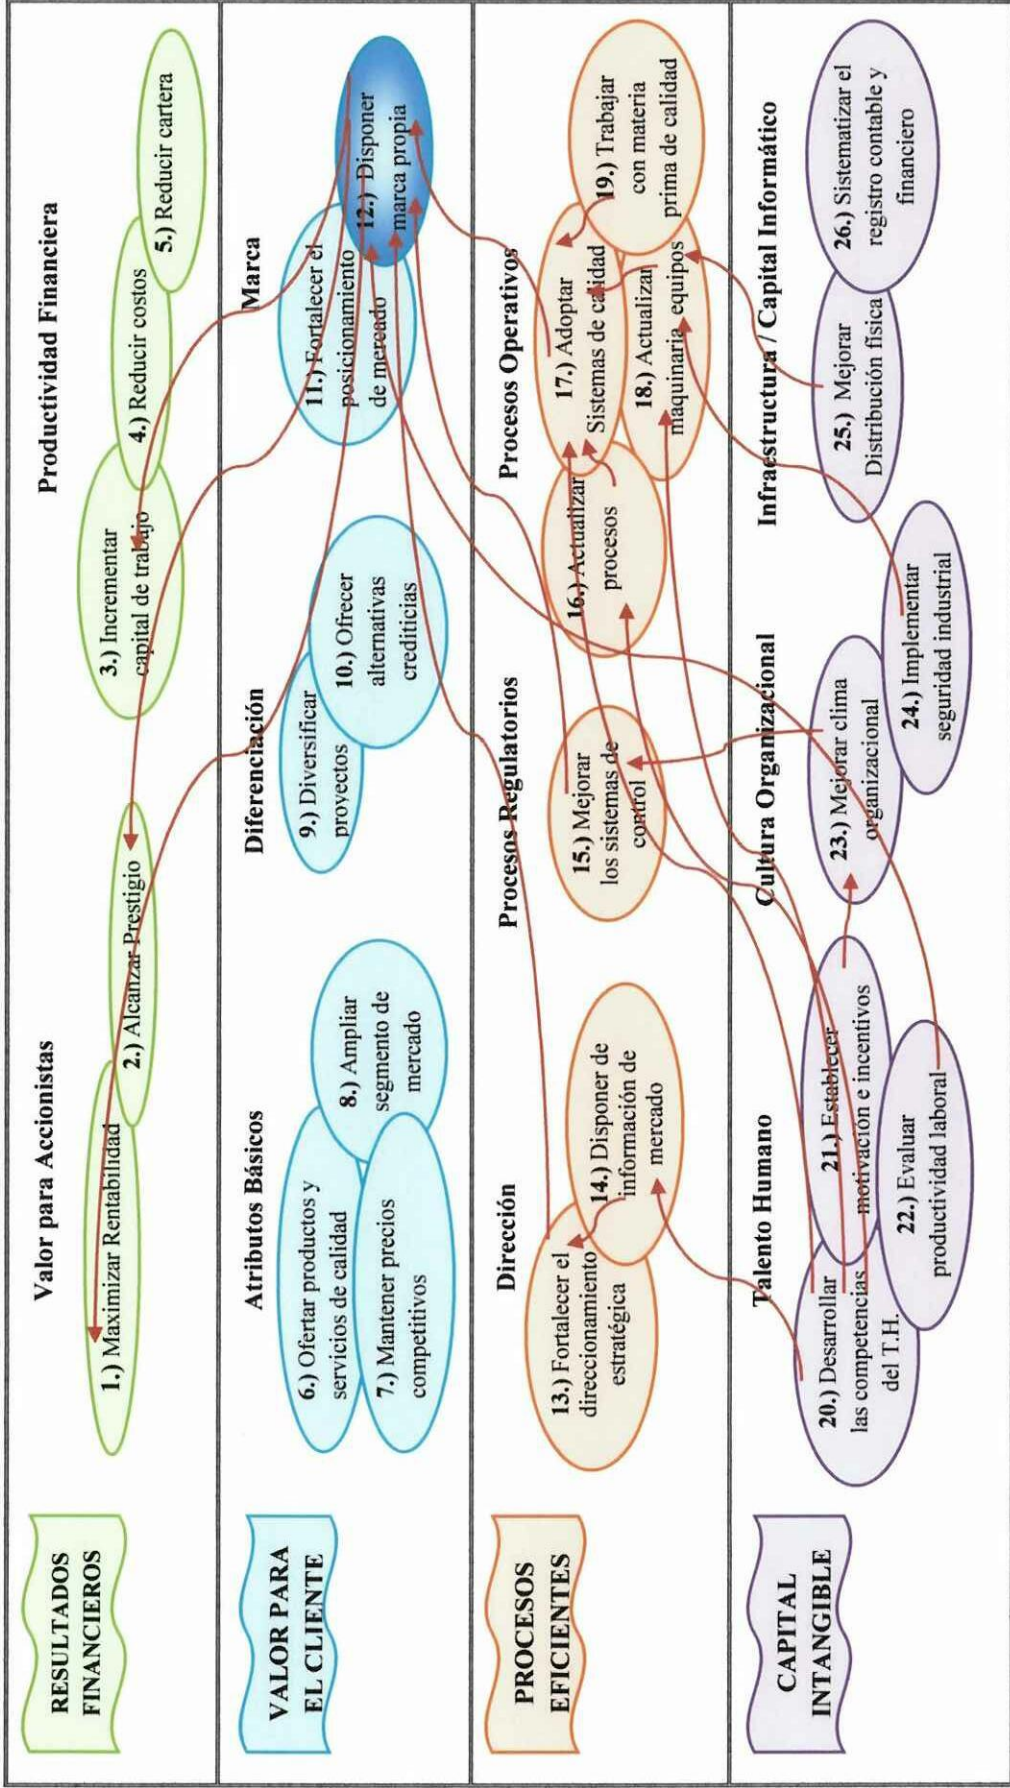 RESULTADOS
FINANCIEROS
Valor para Accionistas
Productividad Financiera
1.) Maximizar Rentabilidad
2.) Alcanzar Prestigio
3.) Incrementar
capital de trabajo
4.) Reducir costos
5.) Reducir cartera
VALOR PARA
EL CLIENTE
Atributos Básicos
Diferenciación
Marca
6.) Ofertar productos y
servicios de calidad
7.) Mantener precios
competitivos
8.) Ampliar
segmento de
mercado
9.) Diversificar
proyectos
10.) Ofrecer
alternativas
crediticias
11.) Fortalecer el
posicionamiento
de mercado
12.) Disponer
marca propia
PROCESOS
EFICIENTES
Dirección
Procesos Regulatorios
Procesos Operativos
13.) Fortalecer el
direccionamiento
estratégica
14.) Disponer de
información de
mercado
15.) Mejorar
los sistemas de
control
16.) Actualizar
procesos
17.) Adoptar
Sistemas de calidad
18.) Actualizar
maquinaria equipos
19.) Trabajar
con materia
prima de calidad
CAPITAL
INTANGIBLE
Talento Humano
Cultura Organizacional
Infraestructura / Capital Informático
20.) Desarrollar
las competencias
del T.H.
21.) Establecer
motivación e incentivos
22.) Evaluar
productividad laboral
23.) Mejorar clima
organizacional
24.) Implementar
seguridad industrial
25.) Mejorar
Distribución física
26.) Sistematizar el
registro contable y
financiero